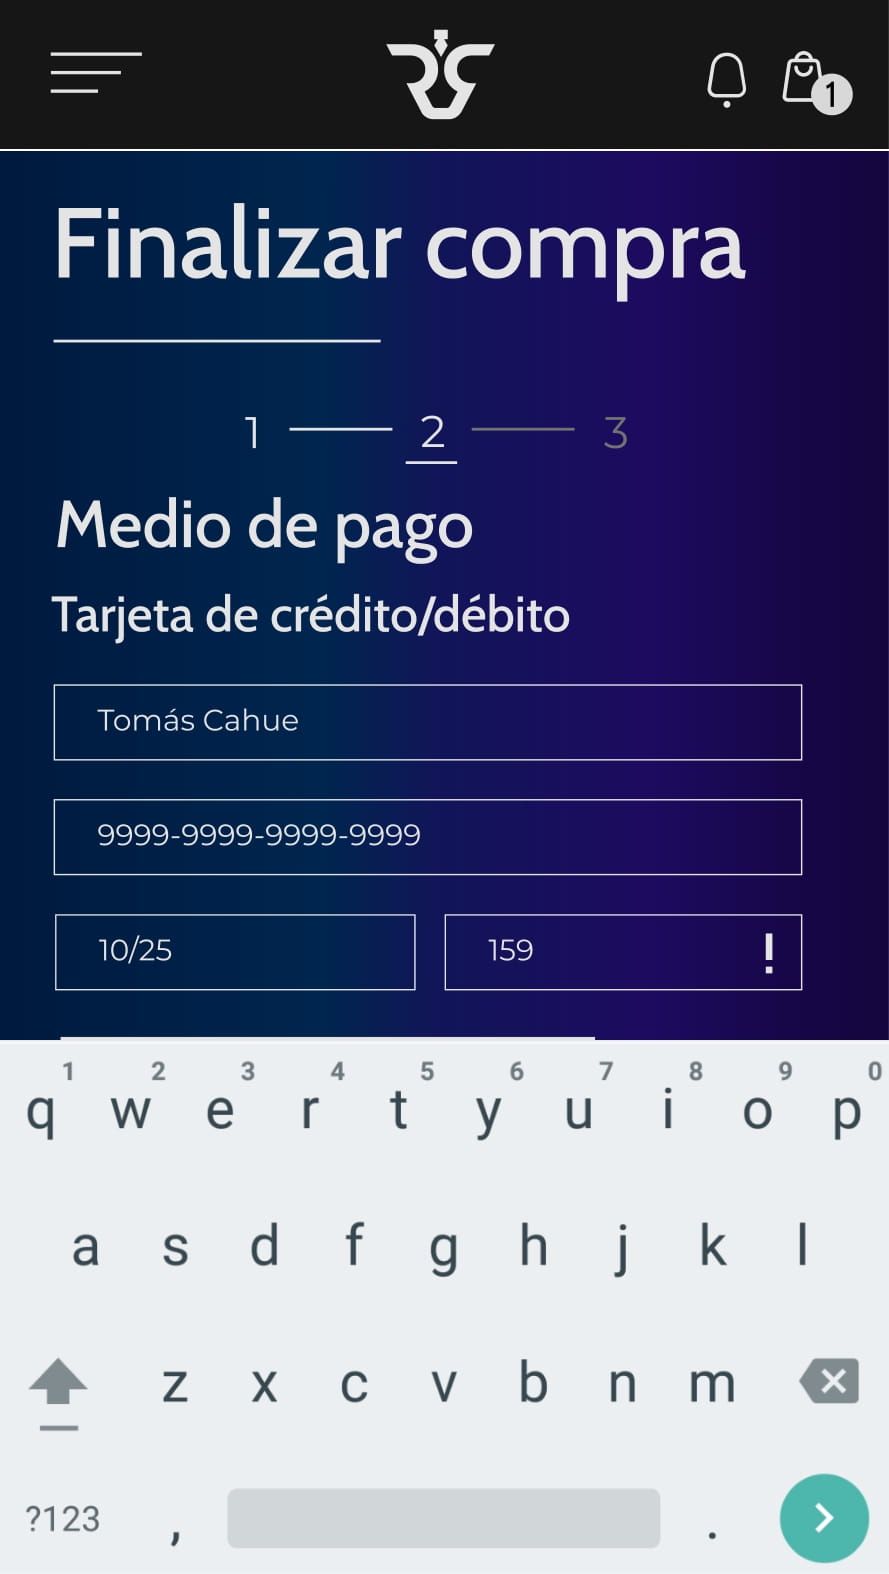 1
Finalizar compra
1 2 3
Medio de pago
Tarjeta de crédito/débito
Tomás Cahue
9999-9999-9999-9999
10/25 159 !
1 2 3 4 5 6 7 8 9 0
q w e r t y u i o p
a s d f g h j k l
z x c v b n m
?123 , .